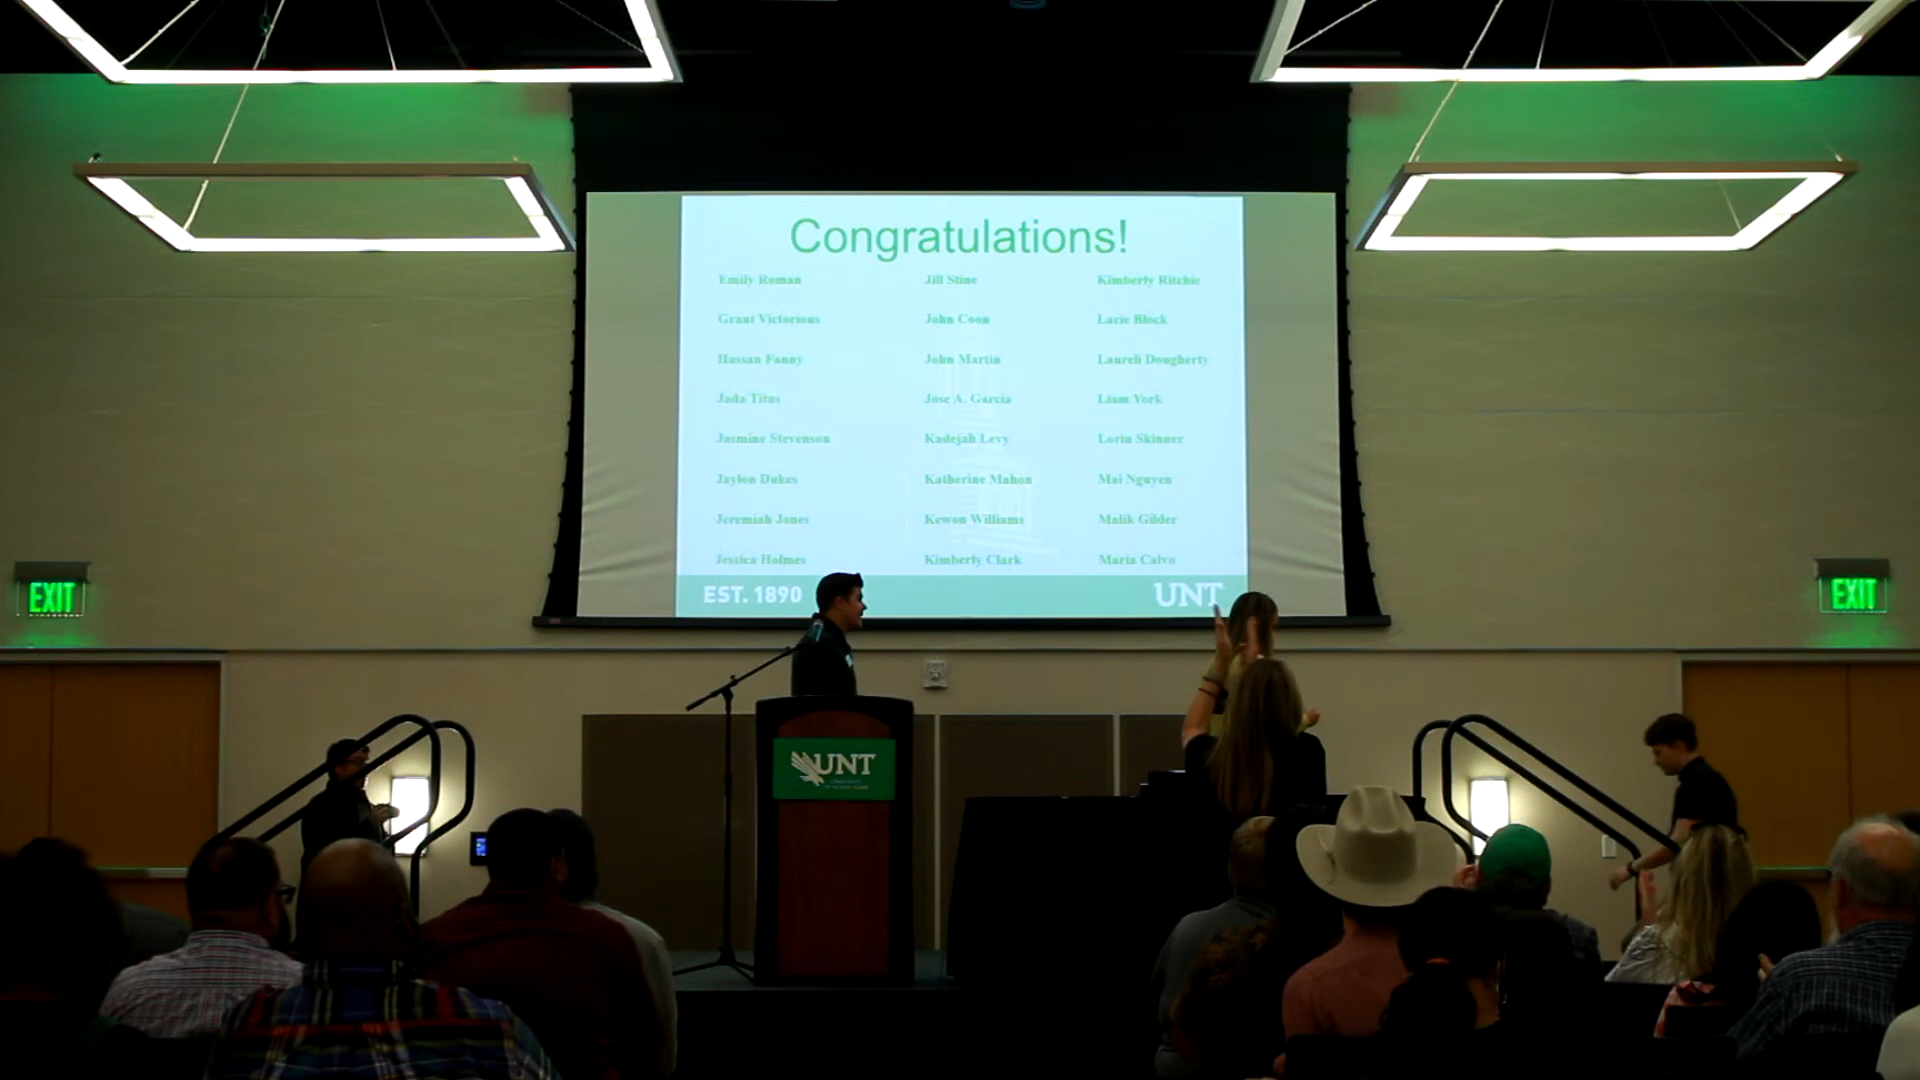 Congratulations!
Emily Roman Jill Stine Kimberly Ritchie
Grant Victorious John Coon Lacie Block
Hassan Fanny John Martin Laureli Dougherty
Jada Titus Jose A. Garcia Liam York
Jasmine Stevenson Kadejah Levy Lorin Skinner
Jaylon Dukes Katherine Mahon Mai Nguyen
Jeremiah Jones Kewon Williams Malik Gilder
Jessica Holmes Kimberly Clark Maria Calvo
EST. 1890 UNT
EXIT EXIT
UNT